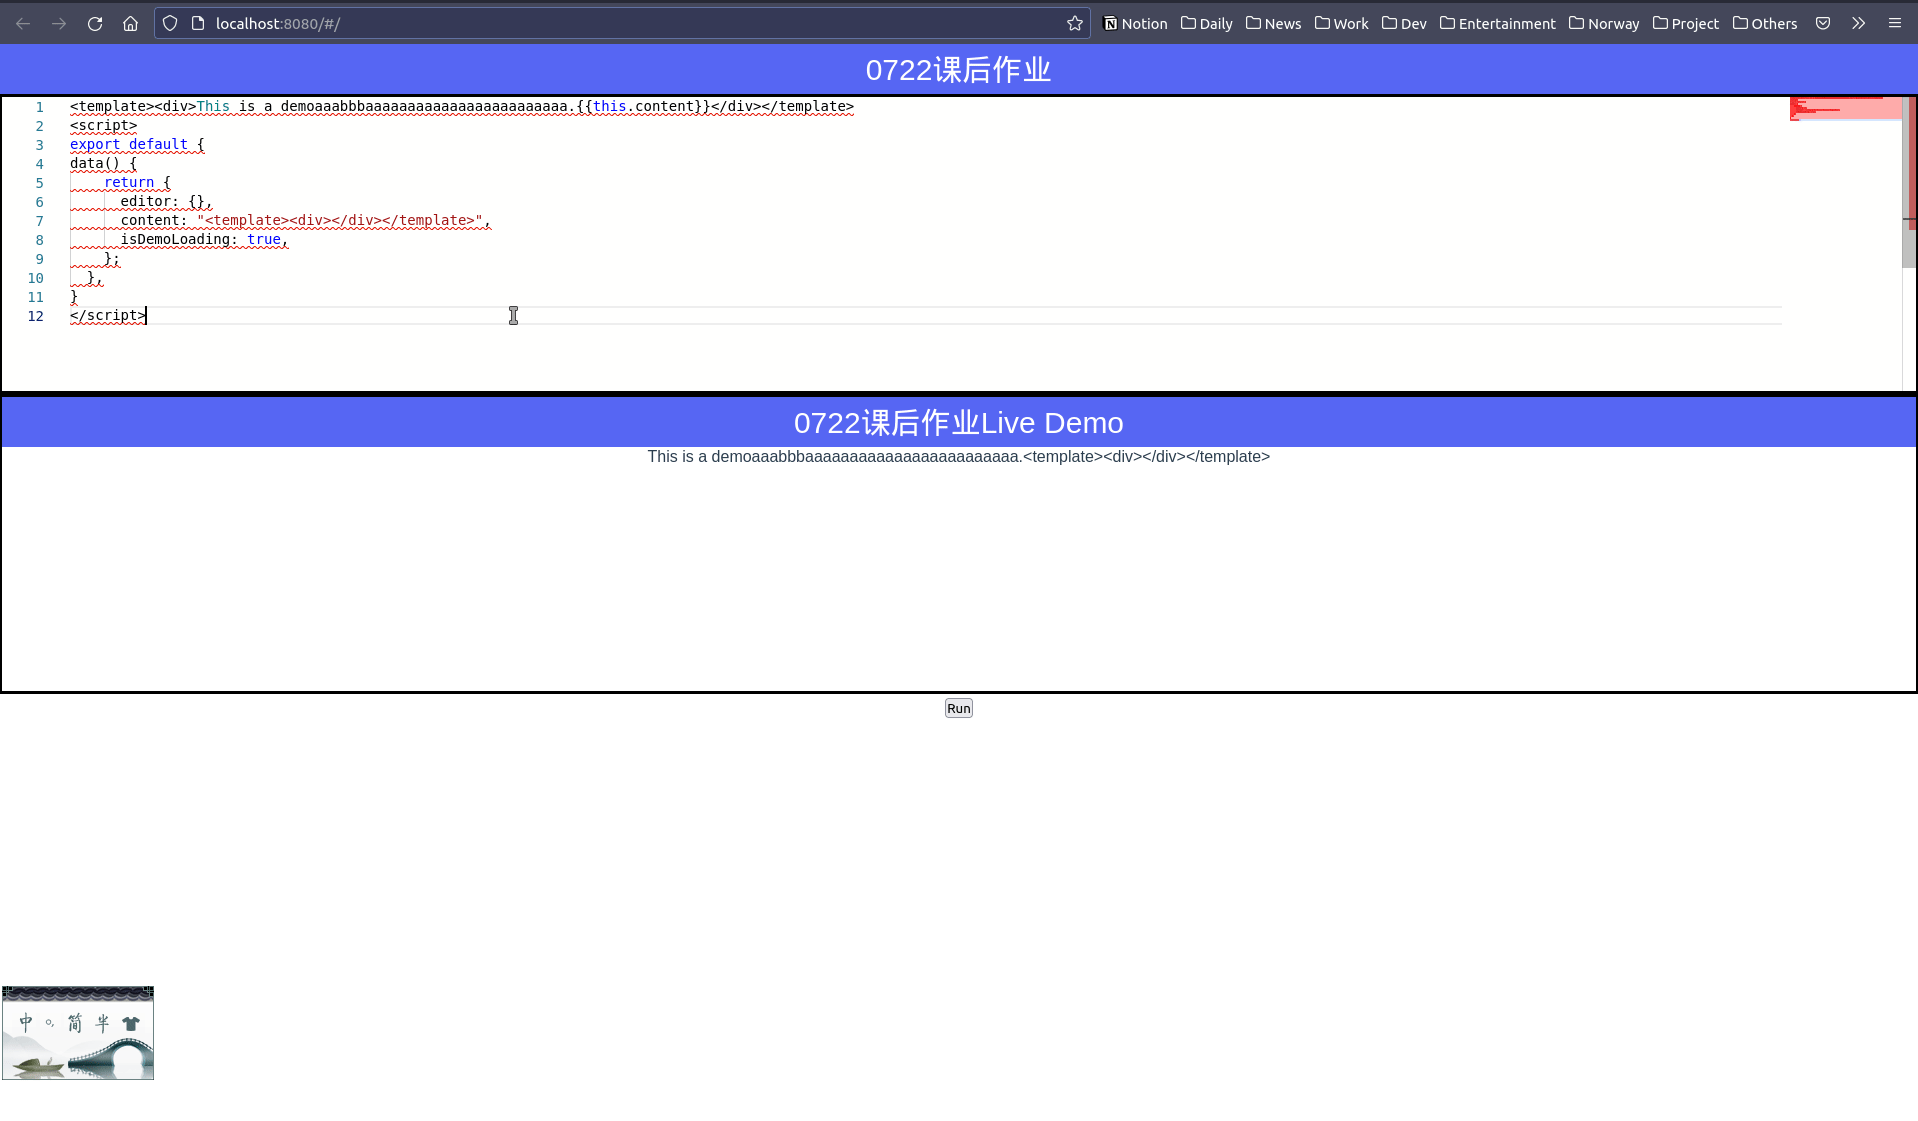 localhost:8080/#/ Notion Daily News Work Dev Entertainment Norway Project Others
0722课后作业
1 <template><div>This is a demoaaabbbaaaaaaaaaaaaaaaaaaaaaaaa.{{this.content}}</div></template>
2 <script>
3 export default {
4 data() {
5 return {
6 editor: {},
7 content: "<template><div></div></template>",
8 isDemoLoading: true,
9 };
10 },
11 }
12 </script>
0722课后作业Live Demo
This is a demoaaabbbaaaaaaaaaaaaaaaaaaaaaaaa.<template><div></div></template>
Run
中 °, 简 半